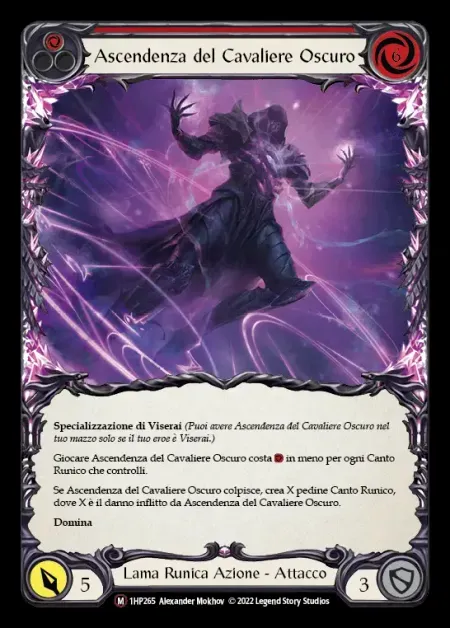 Ascendenza del Cavaliere Oscuro
6
Specializzazione di Viserai (Puoi avere Ascendenza del Cavaliere Oscuro nel
tuo mazzo solo se il tuo eroe è Viserai.)
Giocare Ascendenza del Cavaliere Oscuro costa in meno per ogni Canto
Runico che controlli.
Se Ascendenza del Cavaliere Oscuro colpisce, crea X pedine Canto Runico,
dove X è il danno inflitto da Ascendenza del Cavaliere Oscuro.
Domina
5
Lama Runica Azione - Attacco
3
M 1HP265 Alexander Mokhov © 2022 Legend Story Studios